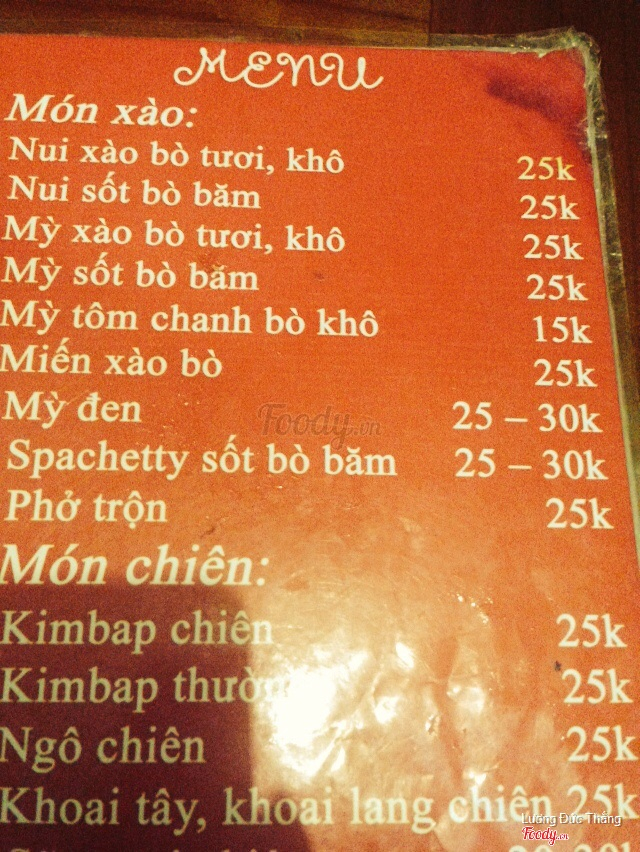 MENU
Món xào:
Nui xào bò tươi, khô 25k
Nui sốt bò băm 25k
Mỳ xào bò tươi, khô 25k
Mỳ sốt bò băm 25k
Mỳ tôm chanh bò khô 15k
Miến xào bò 25k
Mỳ đen 25 – 30k
Foody.vn
Spachetty sốt bò băm 25 – 30k
Phở trộn 25k
Món chiên:
Kimbap chiên 25k
Kimbap 25k
Ngô chiên 25k
Khoai tây, khoai lang chiên 25k
Lương Đức Thắng
Foody.vn